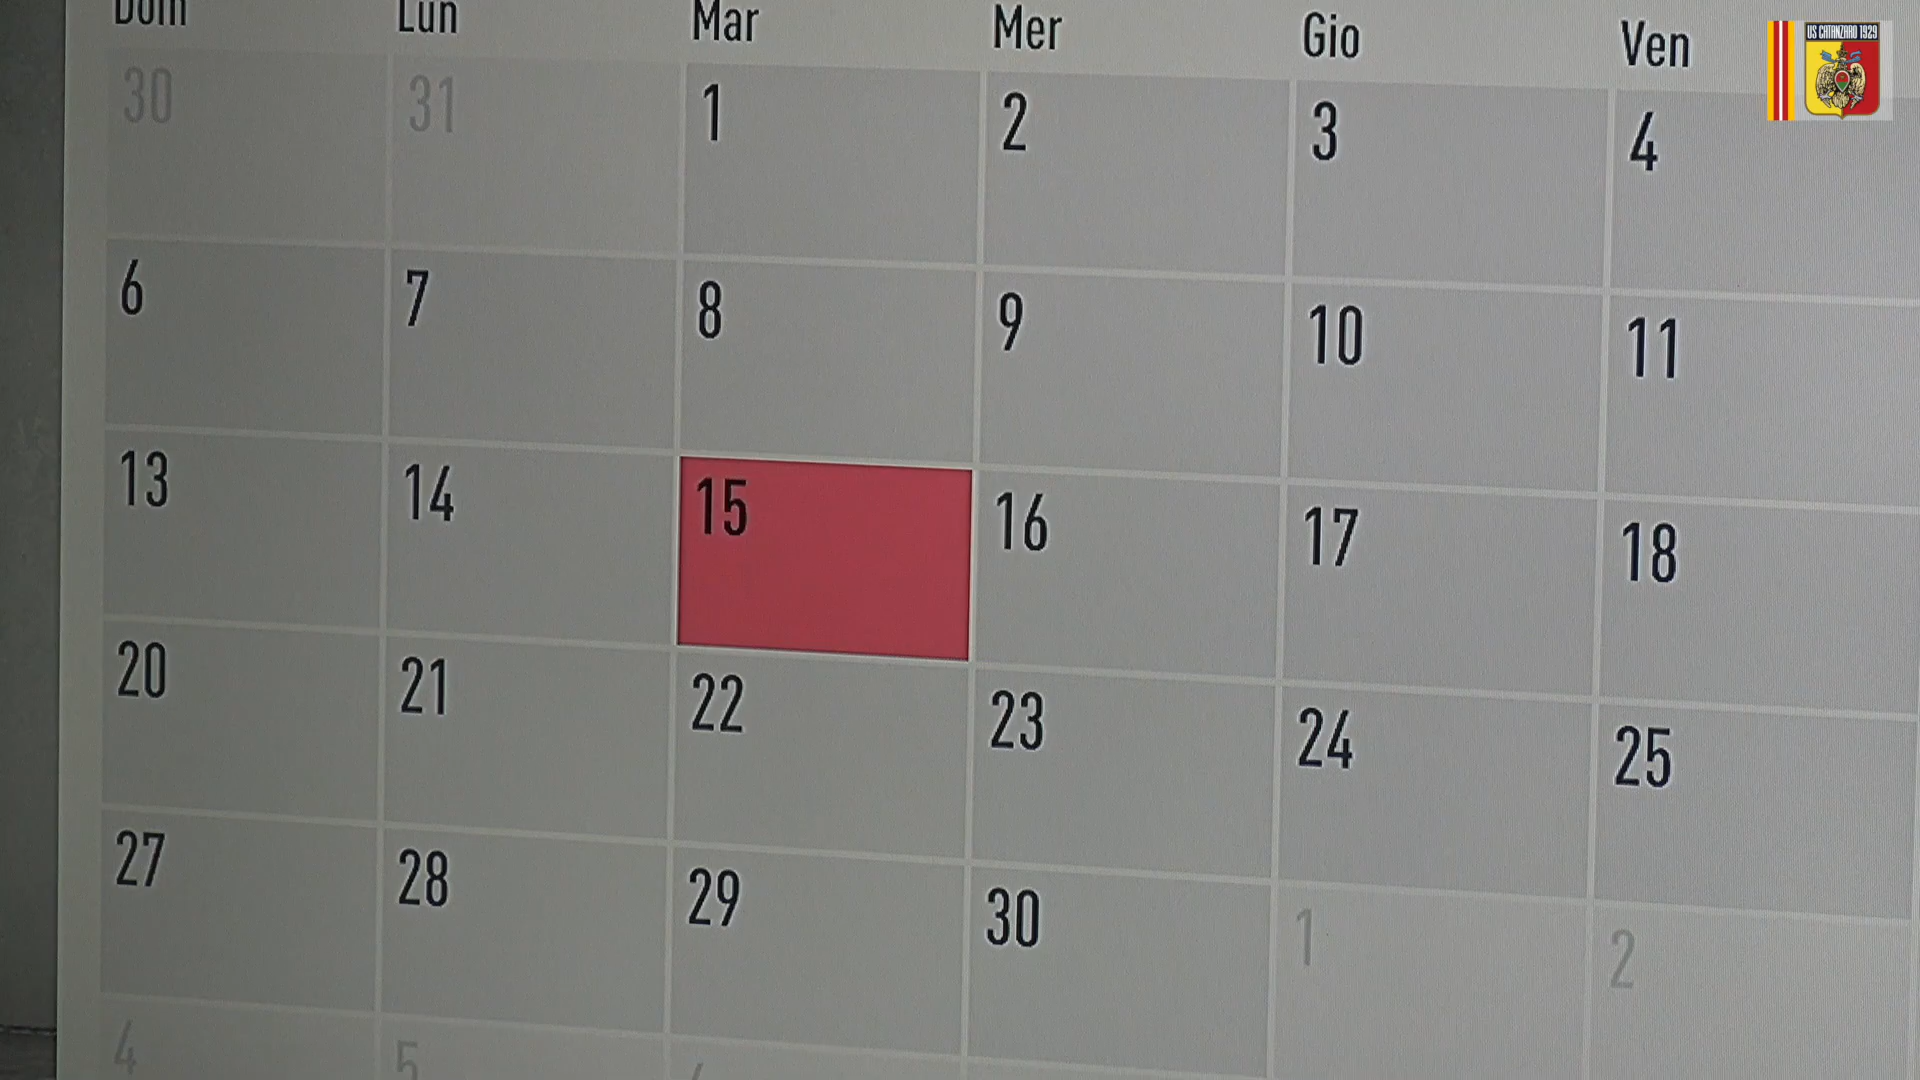 Dom Lun Mar Mer Gio Ven
US CATANZARO 1929
30 31 1 2 3 4
6 7 8 9 10 11
13 14 15 16 17 18
20 21 22 23 24 25
27 28 29 30 1 2
4 5